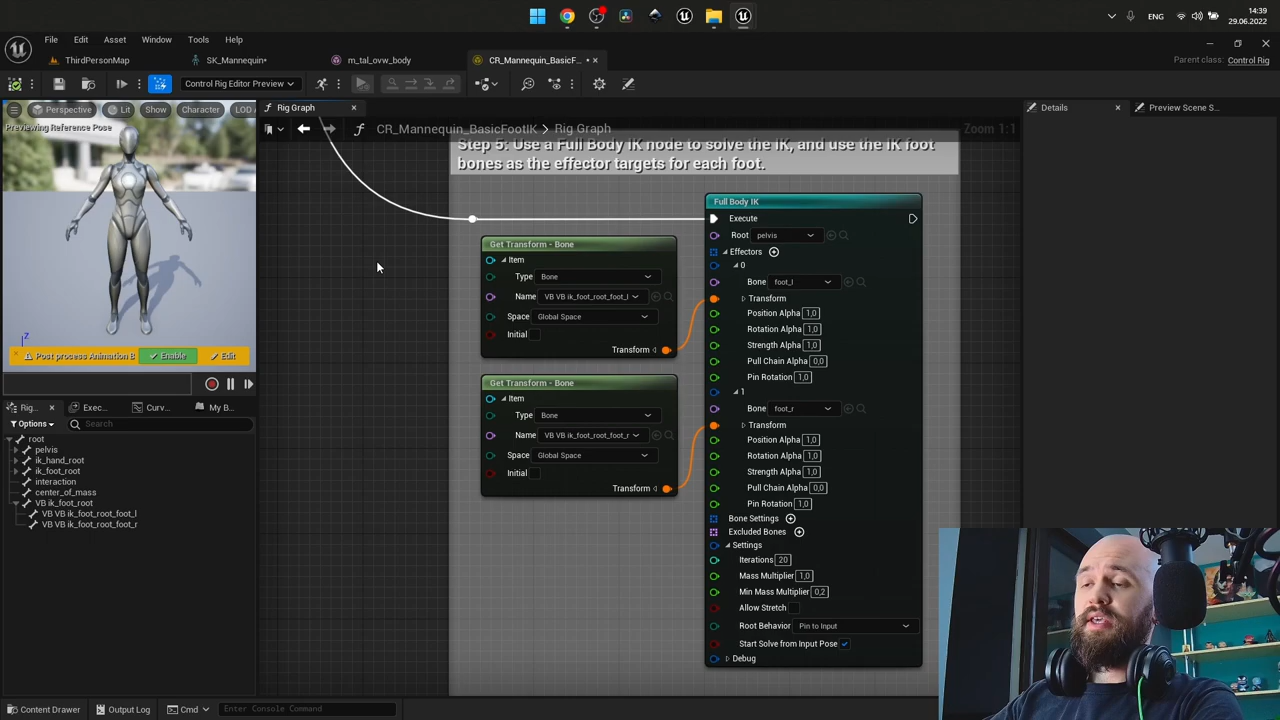 14:39
ENG
29.06.2022
File Edit Asset Window Tools Help
ThirdPersonMap
SK_Mannequin*
m_tal_ovw_body
CR_Mannequin_BasicF...
Parent class: Control Rig
Control Rig Editor Preview
Perspective
Lit
Show
Character
LOD A
Previewing Reference Pose
Z
Post process Animation B
Enable
Edit
Rig...
Exec...
Curv...
My B...
Options
Search
root
pelvis
ik_hand_root
ik_foot_root
interaction
center_of_mass
VB ik_foot_root
VB VB ik_foot_root_foot_l
VB VB ik_foot_root_foot_r
Rig Graph
CR_Mannequin_BasicFootIK > Rig Graph
Zoom 1:1
Step 5: Use a Full Body IK node to solve the IK, and use the IK foot
bones as the effector targets for each foot.
Get Transform - Bone
Item
Type Bone
Name VB VB ik_foot_root_foot_l
Space Global Space
Initial
Transform
Get Transform - Bone
Item
Type Bone
Name VB VB ik_foot_root_foot_r
Space Global Space
Initial
Transform
Full Body IK
Execute
Root pelvis
Effectors
0
Bone foot_l
Transform
Position Alpha 1,0
Rotation Alpha 1,0
Strength Alpha 1,0
Pull Chain Alpha 0,0
Pin Rotation 1,0
1
Bone foot_r
Transform
Position Alpha 1,0
Rotation Alpha 1,0
Strength Alpha 1,0
Pull Chain Alpha 0,0
Pin Rotation 1,0
Bone Settings
Excluded Bones
Settings
Iterations 20
Mass Multiplier 1,0
Min Mass Multiplier 0,2
Allow Stretch
Root Behavior Pin to Input
Start Solve from Input Pose
Debug
Details
Preview Scene S...
Content Drawer
Output Log
Cmd
Enter Console Command